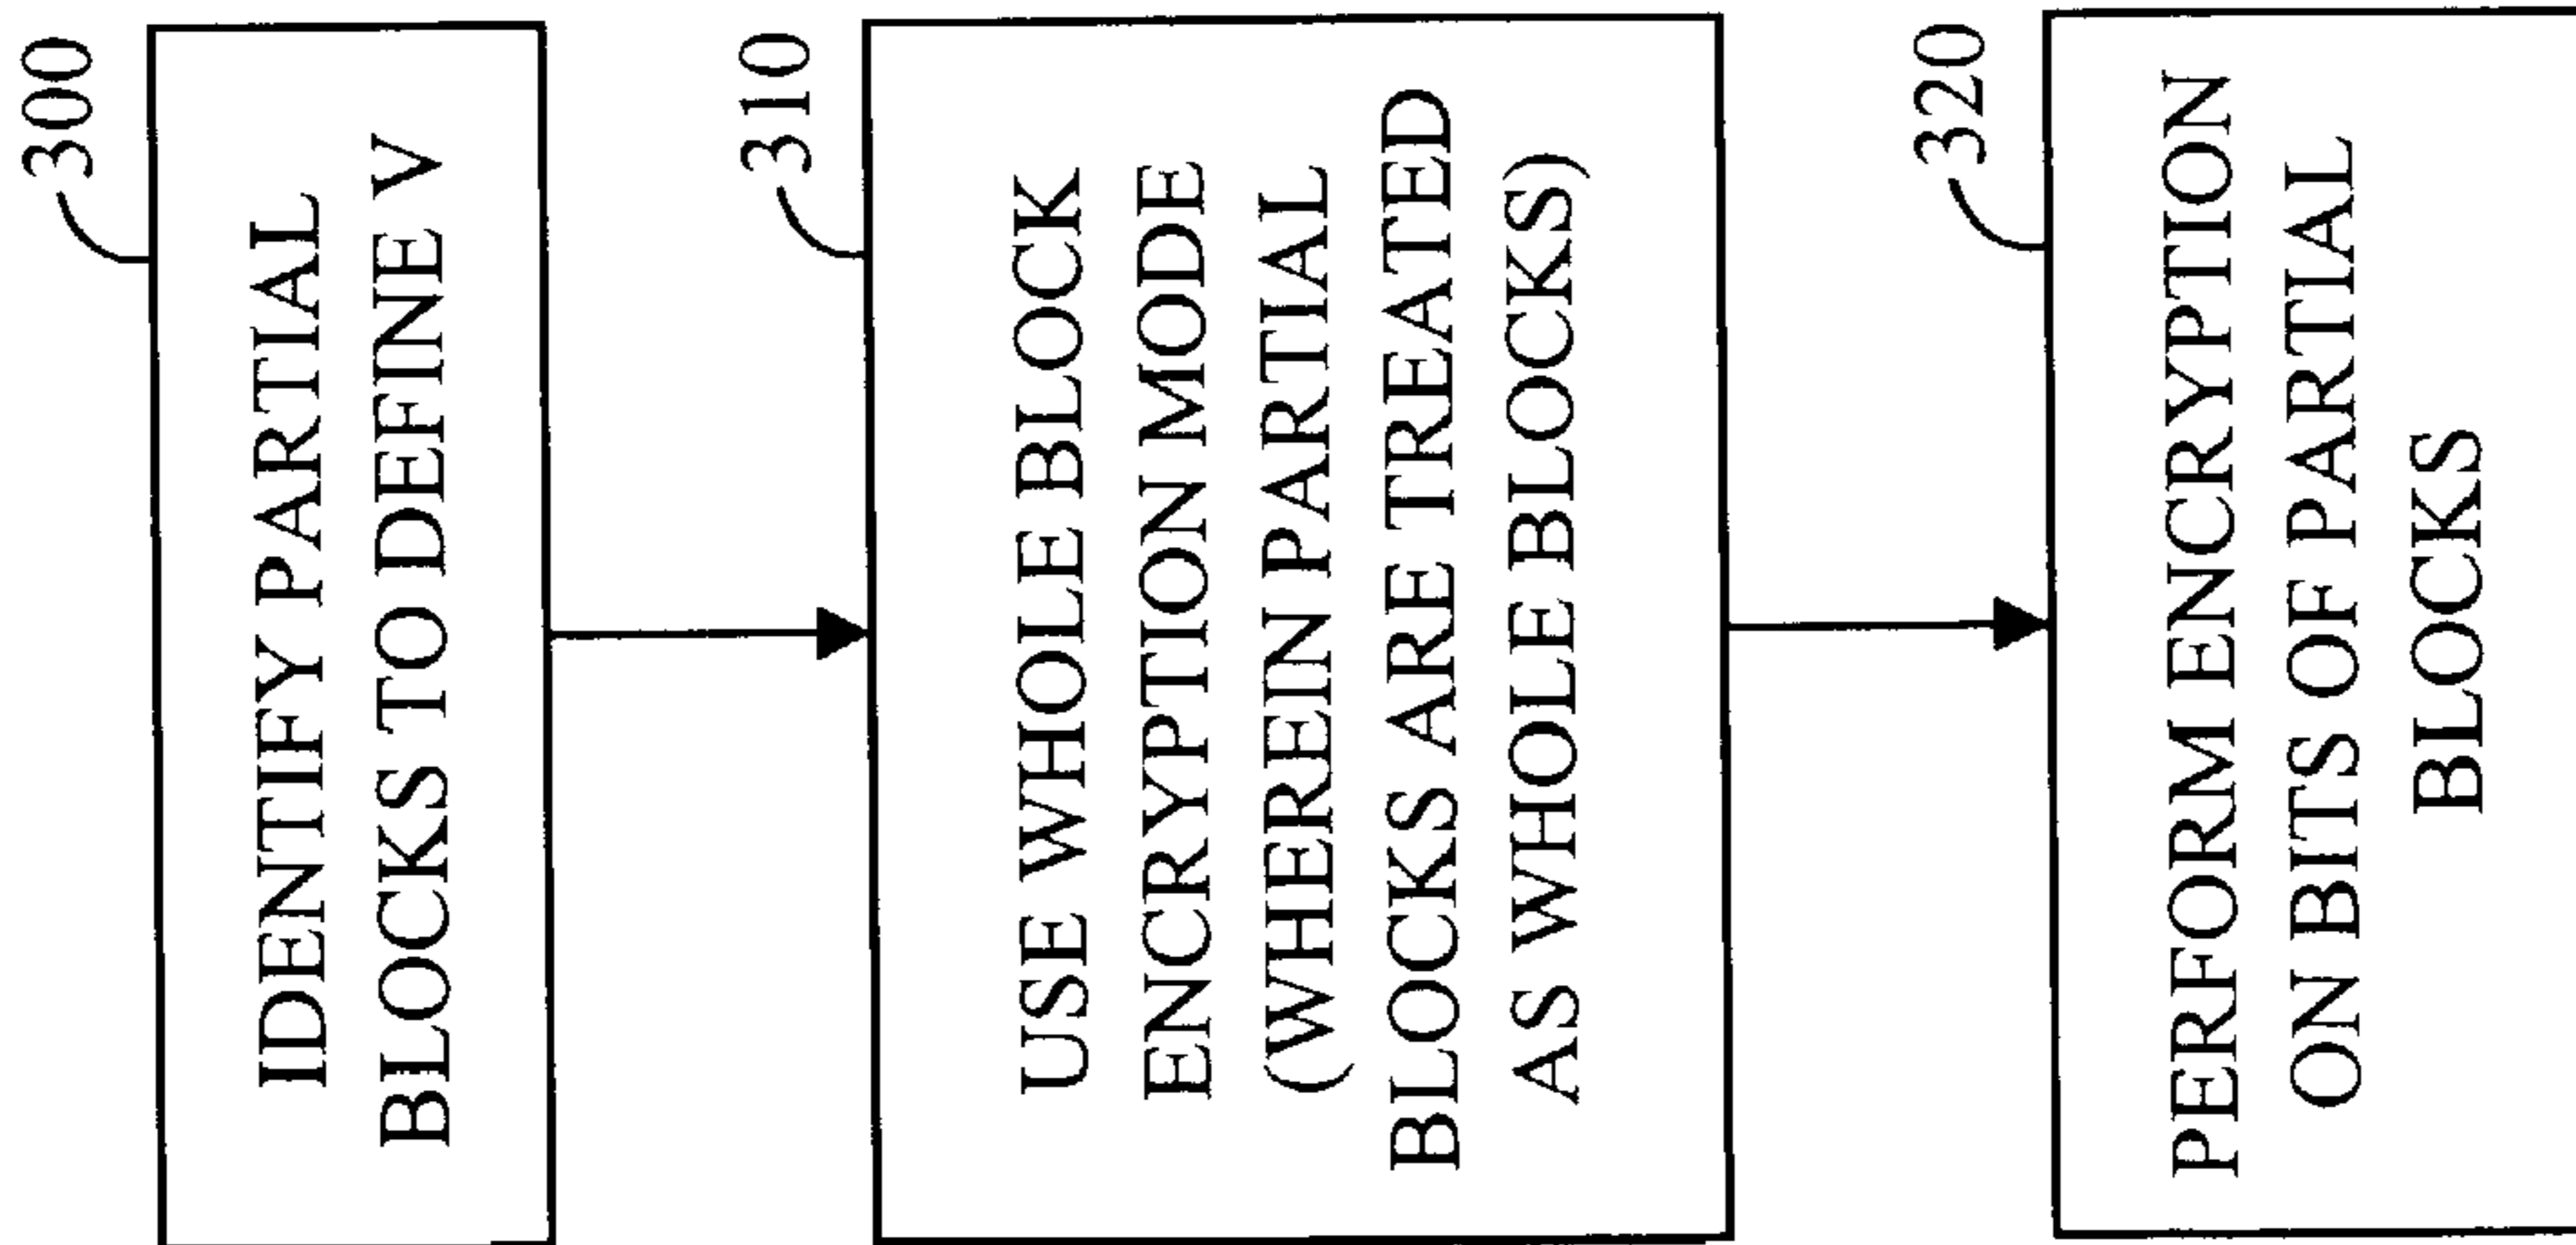 300
IDENTIFY PARTIAL
BLOCKS TO DEFINE V
310
USE WHOLE BLOCK
ENCRYPTION MODE
(WHEREIN PARTIAL
BLOCKS ARE TREATED
AS WHOLE BLOCKS)
320
PERFORM ENCRYPTION
ON BITS OF PARTIAL
BLOCKS